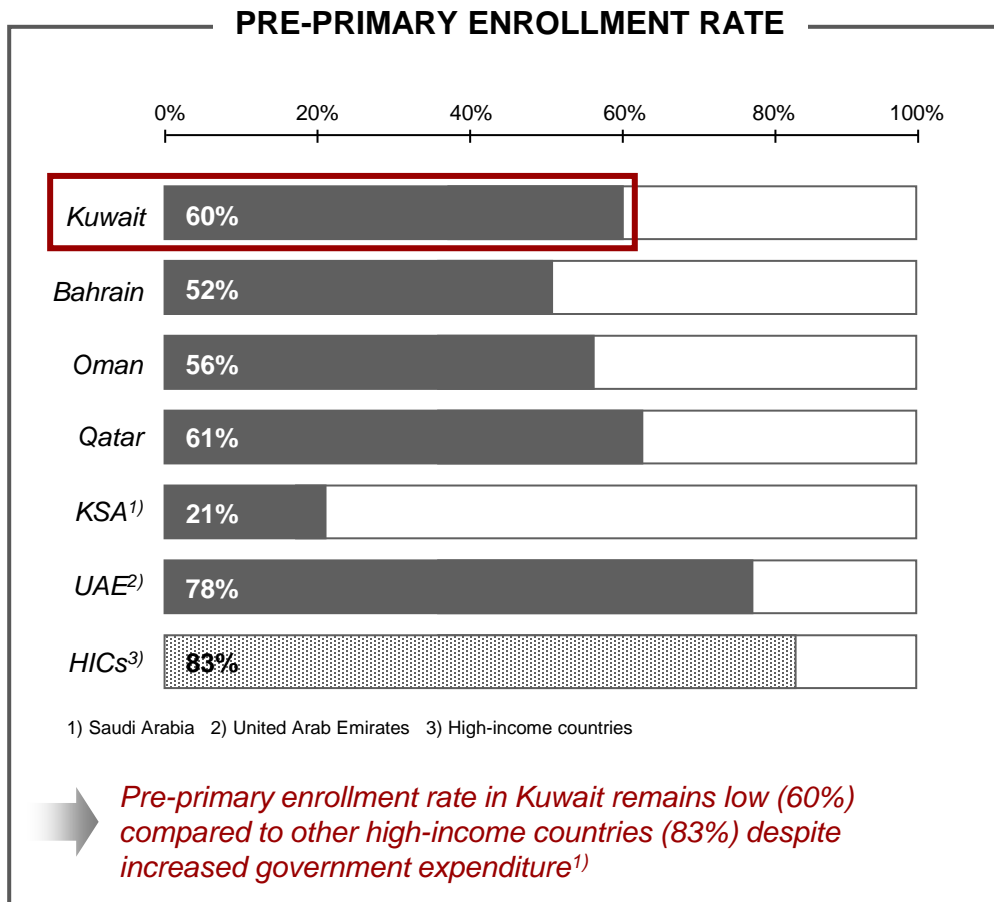 PRE-PRIMARY ENROLLMENT RATE
0% 20% 40% 60% 80% 100%
Kuwait 60%
Bahrain 52%
Oman 56%
Qatar 61%
KSA1) 21%
UAE2) 78%
HICs3) 83%
1) Saudi Arabia 2) United Arab Emirates 3) High-income countries
Pre-primary enrollment rate in Kuwait remains low (60%)
compared to other high-income countries (83%) despite
increased government expenditure1)